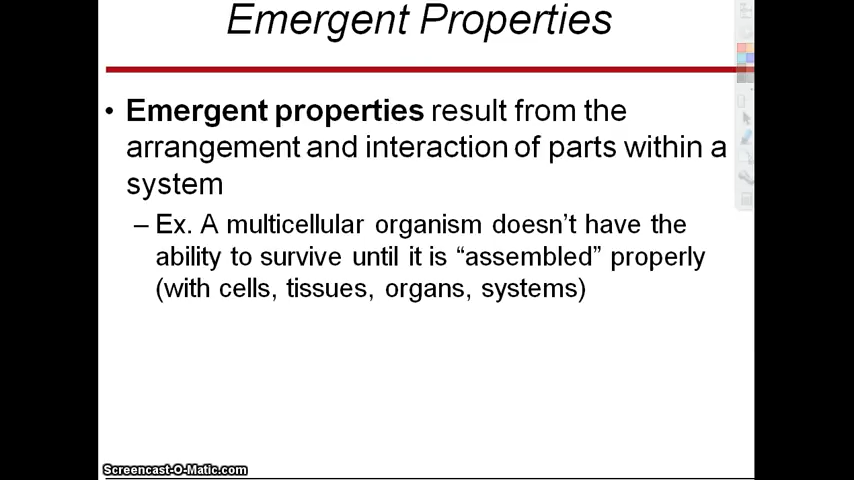 Emergent Properties
• Emergent properties result from the
arrangement and interaction of parts within a
system
– Ex. A multicellular organism doesn’t have the
ability to survive until it is “assembled” properly
(with cells, tissues, organs, systems)
Screencast-O-Matic.com